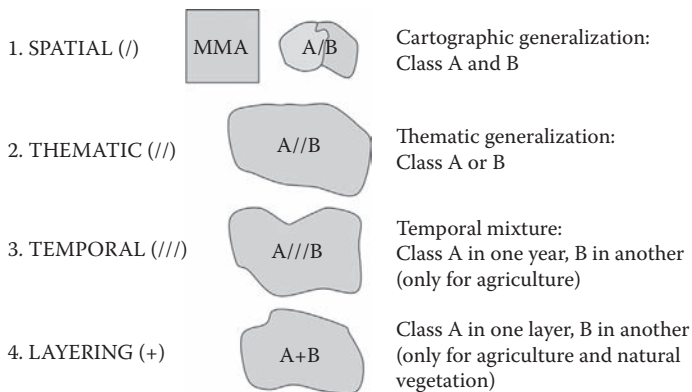 1. SPATIAL (/)
MMA
A/B
Cartographic generalization:
Class A and B
2. THEMATIC (//)
A//B
Thematic generalization:
Class A or B
3. TEMPORAL (///)
A///B
Temporal mixture:
Class A in one year, B in another
(only for agriculture)
4. LAYERING (+)
A+B
Class A in one layer, B in another
(only for agriculture and natural
vegetation)